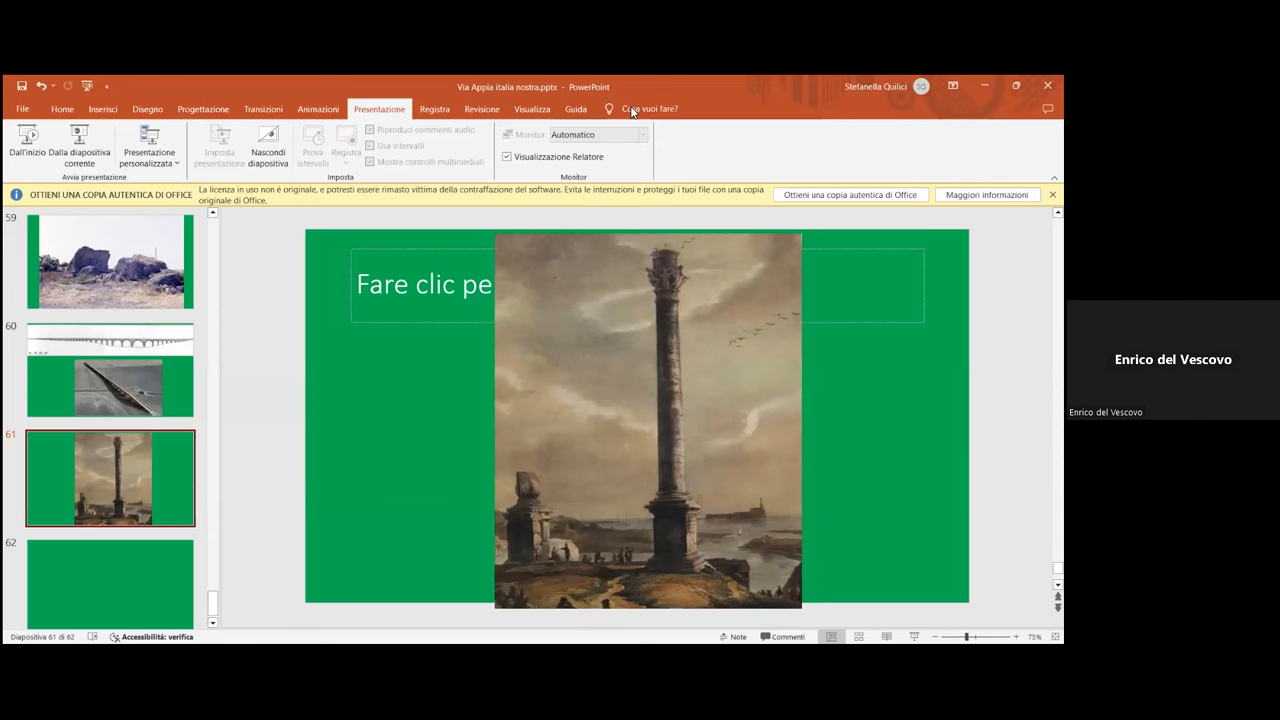 Via Appia italia nostra.pptx - PowerPoint
Stefanella Quilici
SQ
File Home Inserisci Disegno Progettazione Transizioni Animazioni Presentazione Registra Revisione Visualizza Guida Cosa vuoi fare?
Dall'inizio
Dalla diapositiva corrente
Presentazione personalizzata
Avvia presentazione
Imposta presentazione
Nascondi diapositiva
Prova intervalli
Registra
Riproduci commenti audio
Usa intervalli
Mostra controlli multimediali
Imposta
Monitor: Automatico
Visualizzazione Relatore
Monitor
OTTIENI UNA COPIA AUTENTICA DI OFFICE
La licenza in uso non è originale, e potresti essere rimasto vittima della contraffazione del software. Evita le interruzioni e proteggi i tuoi file con una copia
originale di Office.
Ottieni una copia autentica di Office
Maggiori informazioni
59
60
61
62
Fare clic pe
Enrico del Vescovo
Enrico del Vescovo
Diapositiva 61 di 62
Accessibilità: verifica
Note
Commenti
75%